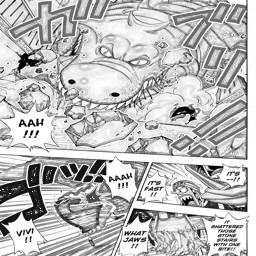 AAH
!!!
IT'S
--!!
IT'S
FAST
!!
AAAH
!!!
IT
SHATTERED
THOSE
STONE
STAIRS
WITH ONE
BITE!!
WHAT
JAWS
!!
VIVI
!!